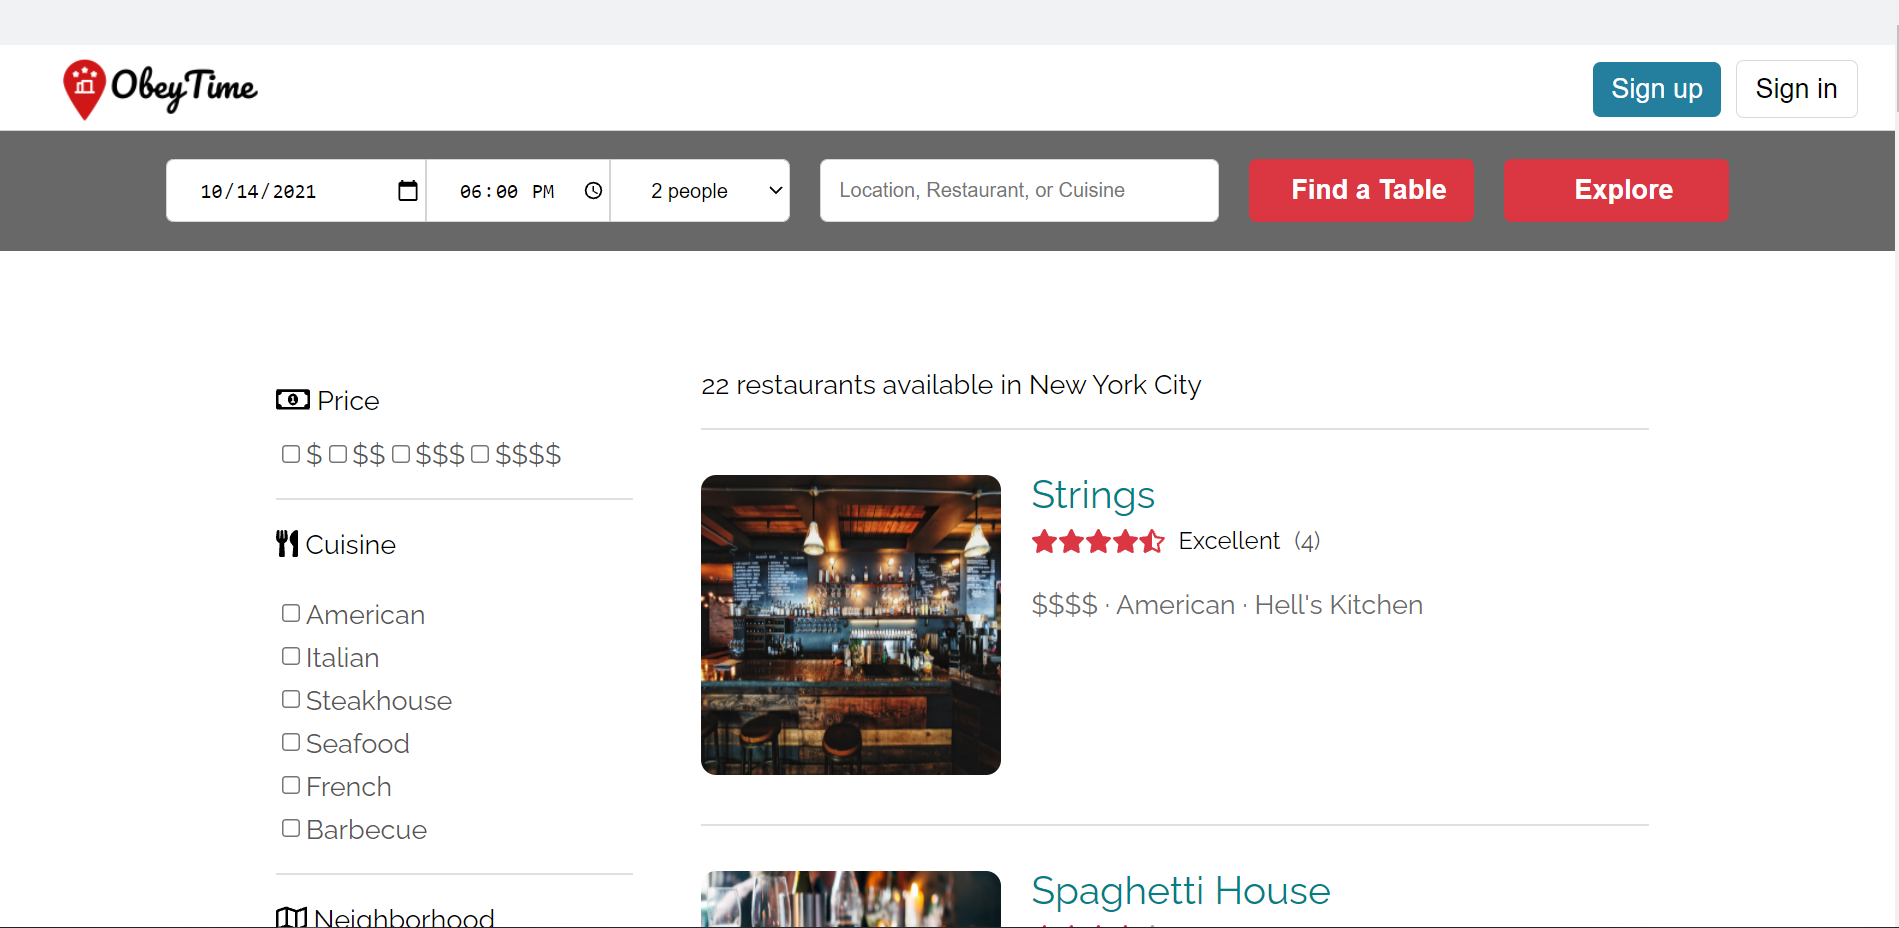 ObeyTime
Sign up
Sign in
10/14/2021
06:00 PM
2 people
Location, Restaurant, or Cuisine
Find a Table
Explore
Price
$ $$ $$$ $$$$
Cuisine
American
Italian
Steakhouse
Seafood
French
Barbecue
Neighborhood
22 restaurants available in New York City
Strings
Excellent (4)
$$$$ · American · Hell's Kitchen
Spaghetti House